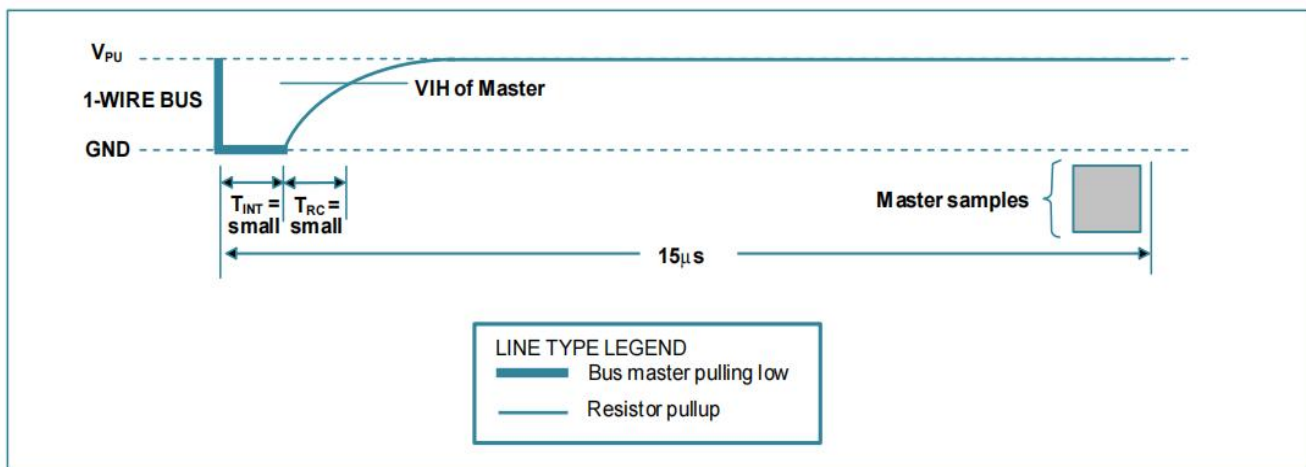 VPU
1-WIRE BUS
VIH of Master
GND
TINT = small
TRC = small
Master samples
15μs
LINE TYPE LEGEND
Bus master pulling low
Resistor pullup